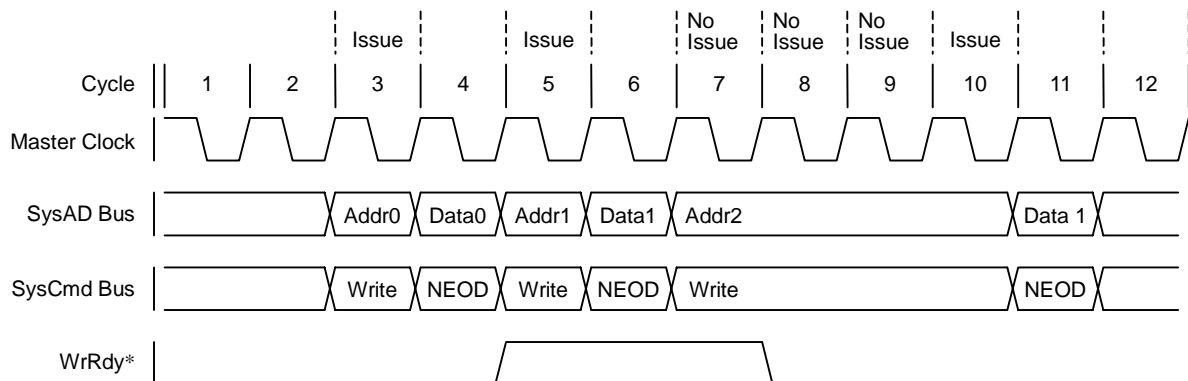 No No No
Issue Issue Issue Issue Issue Issue
Cycle 1 2 3 4 5 6 7 8 9 10 11 12
Master Clock
SysAD Bus Addr0 Data0 Addr1 Data1 Addr2 Data 1
SysCmd Bus Write NEOD Write NEOD Write NEOD
WrRdy*